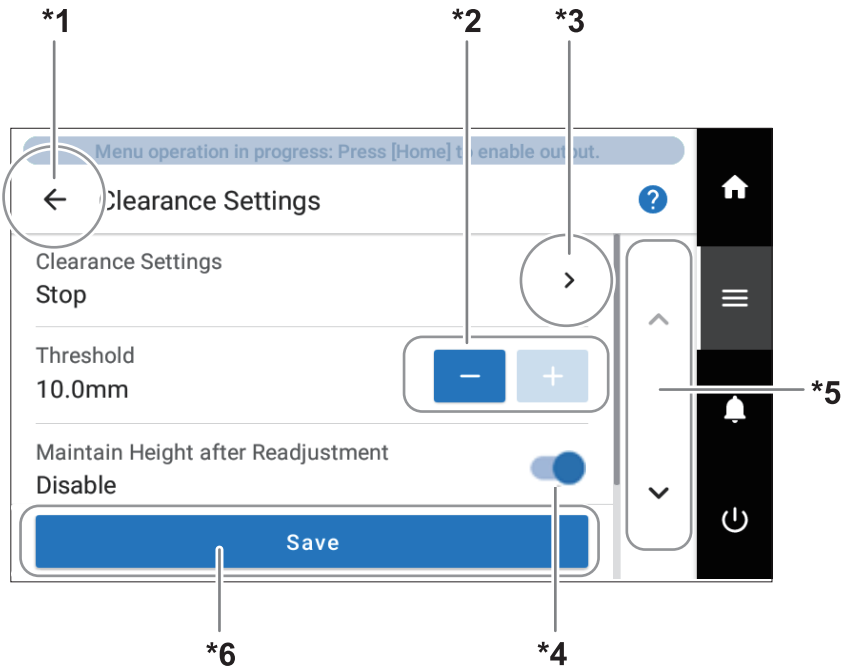 *1 *2 *3
Menu operation in progress: Press [Home] to enable output.
Clearance Settings ?
Clearance Settings
Stop
Threshold
10.0mm
*5
Maintain Height after Readjustment
Disable
Save
*6 *4